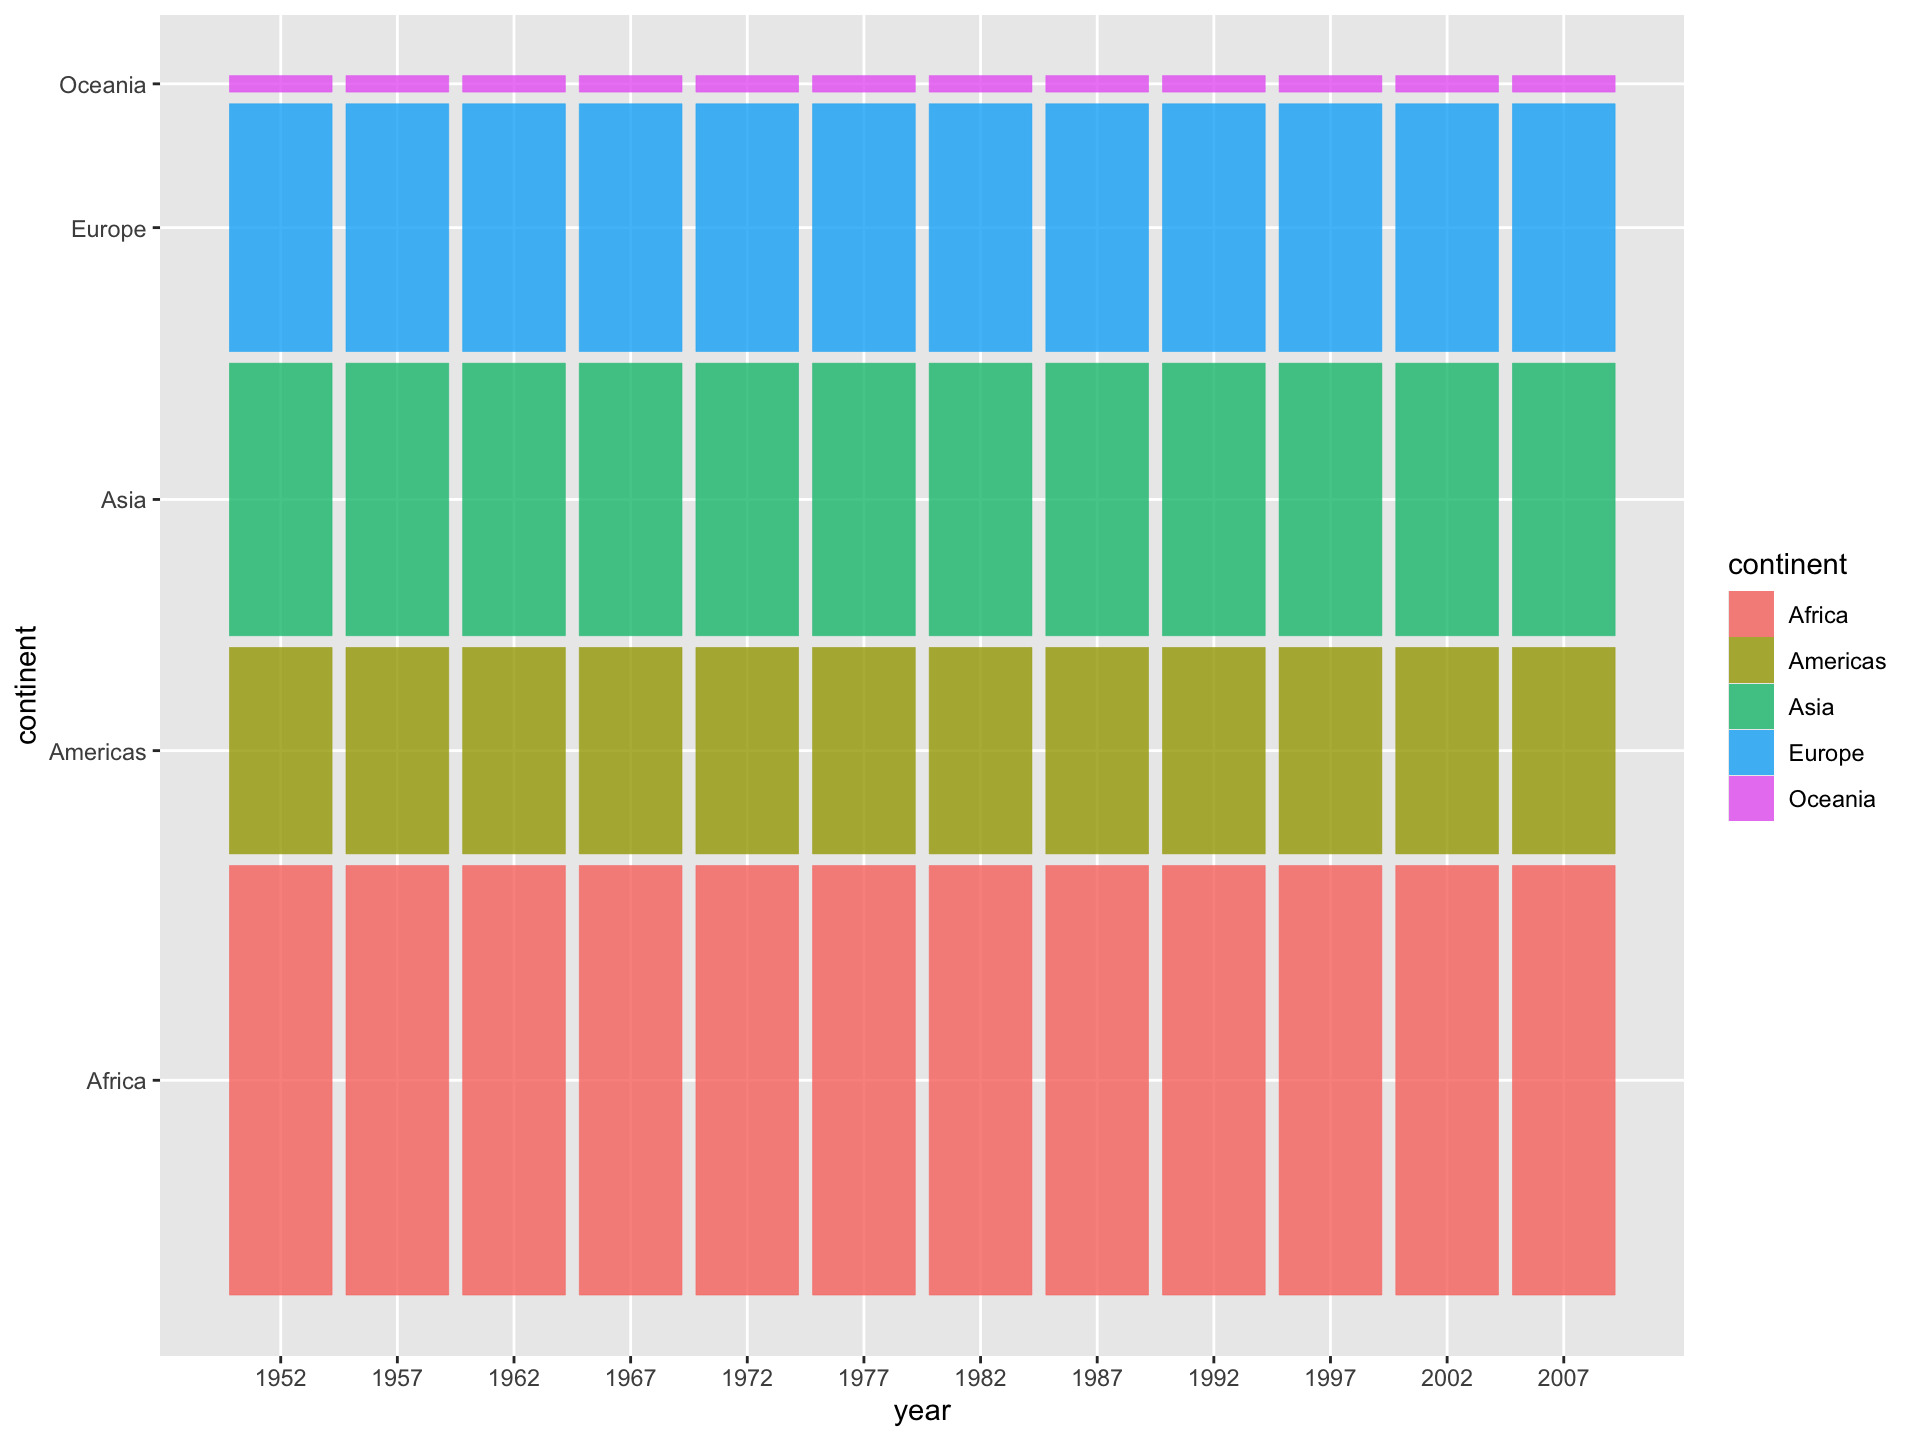 Oceania
Europe
Asia
Americas
Africa
continent
1952 1957 1962 1967 1972 1977 1982 1987 1992 1997 2002 2007
year
continent
Africa
Americas
Asia
Europe
Oceania